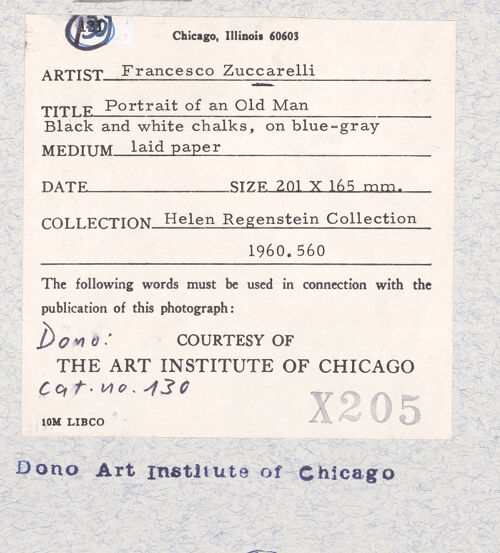 130
Chicago, Illinois 60603
ARTIST Francesco Zuccarelli
TITLE Portrait of an Old Man
Black and white chalks, on blue-gray
MEDIUM laid paper
DATE SIZE 201 X 165 mm.
COLLECTION Helen Regenstein Collection
1960.560
The following words must be used in connection with the
publication of this photograph:
Dono: COURTESY OF
THE ART INSTITUTE OF CHICAGO
cat. no. 130
X205
10M LIBCO
Dono Art Institute of Chicago